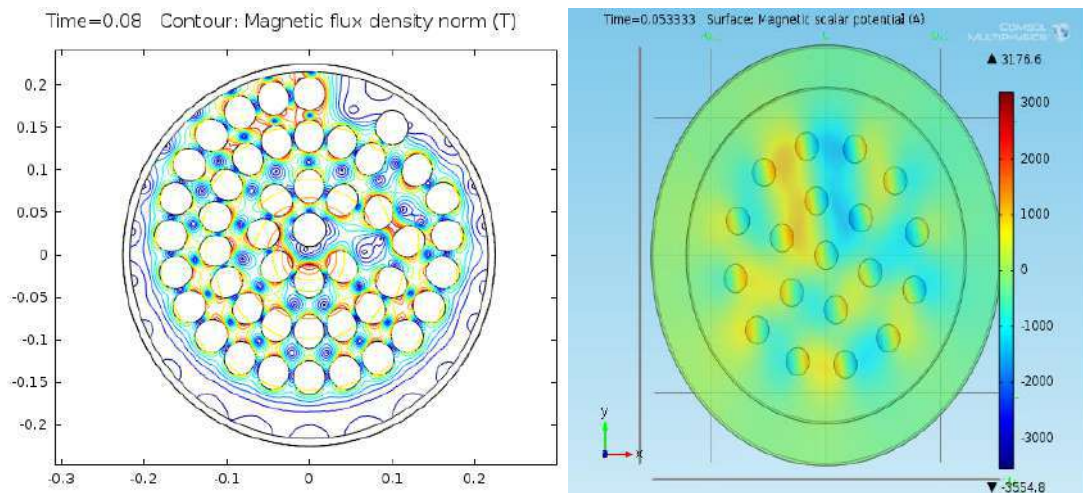 Time=0.08   Contour: Magnetic flux density norm (T)
0.2
0.15
0.1
0.05
0
-0.05
-0.1
-0.15
-0.2
-0.3 -0.2 -0.1 0 0.1 0.2
Time=0.053333   Surface: Magnetic scalar potential (A)
COMSOL
MULTIPHYSICS
▲ 3176.6
3000
2000
1000
0
-1000
-2000
-3000
▼ -3554.8
y
x